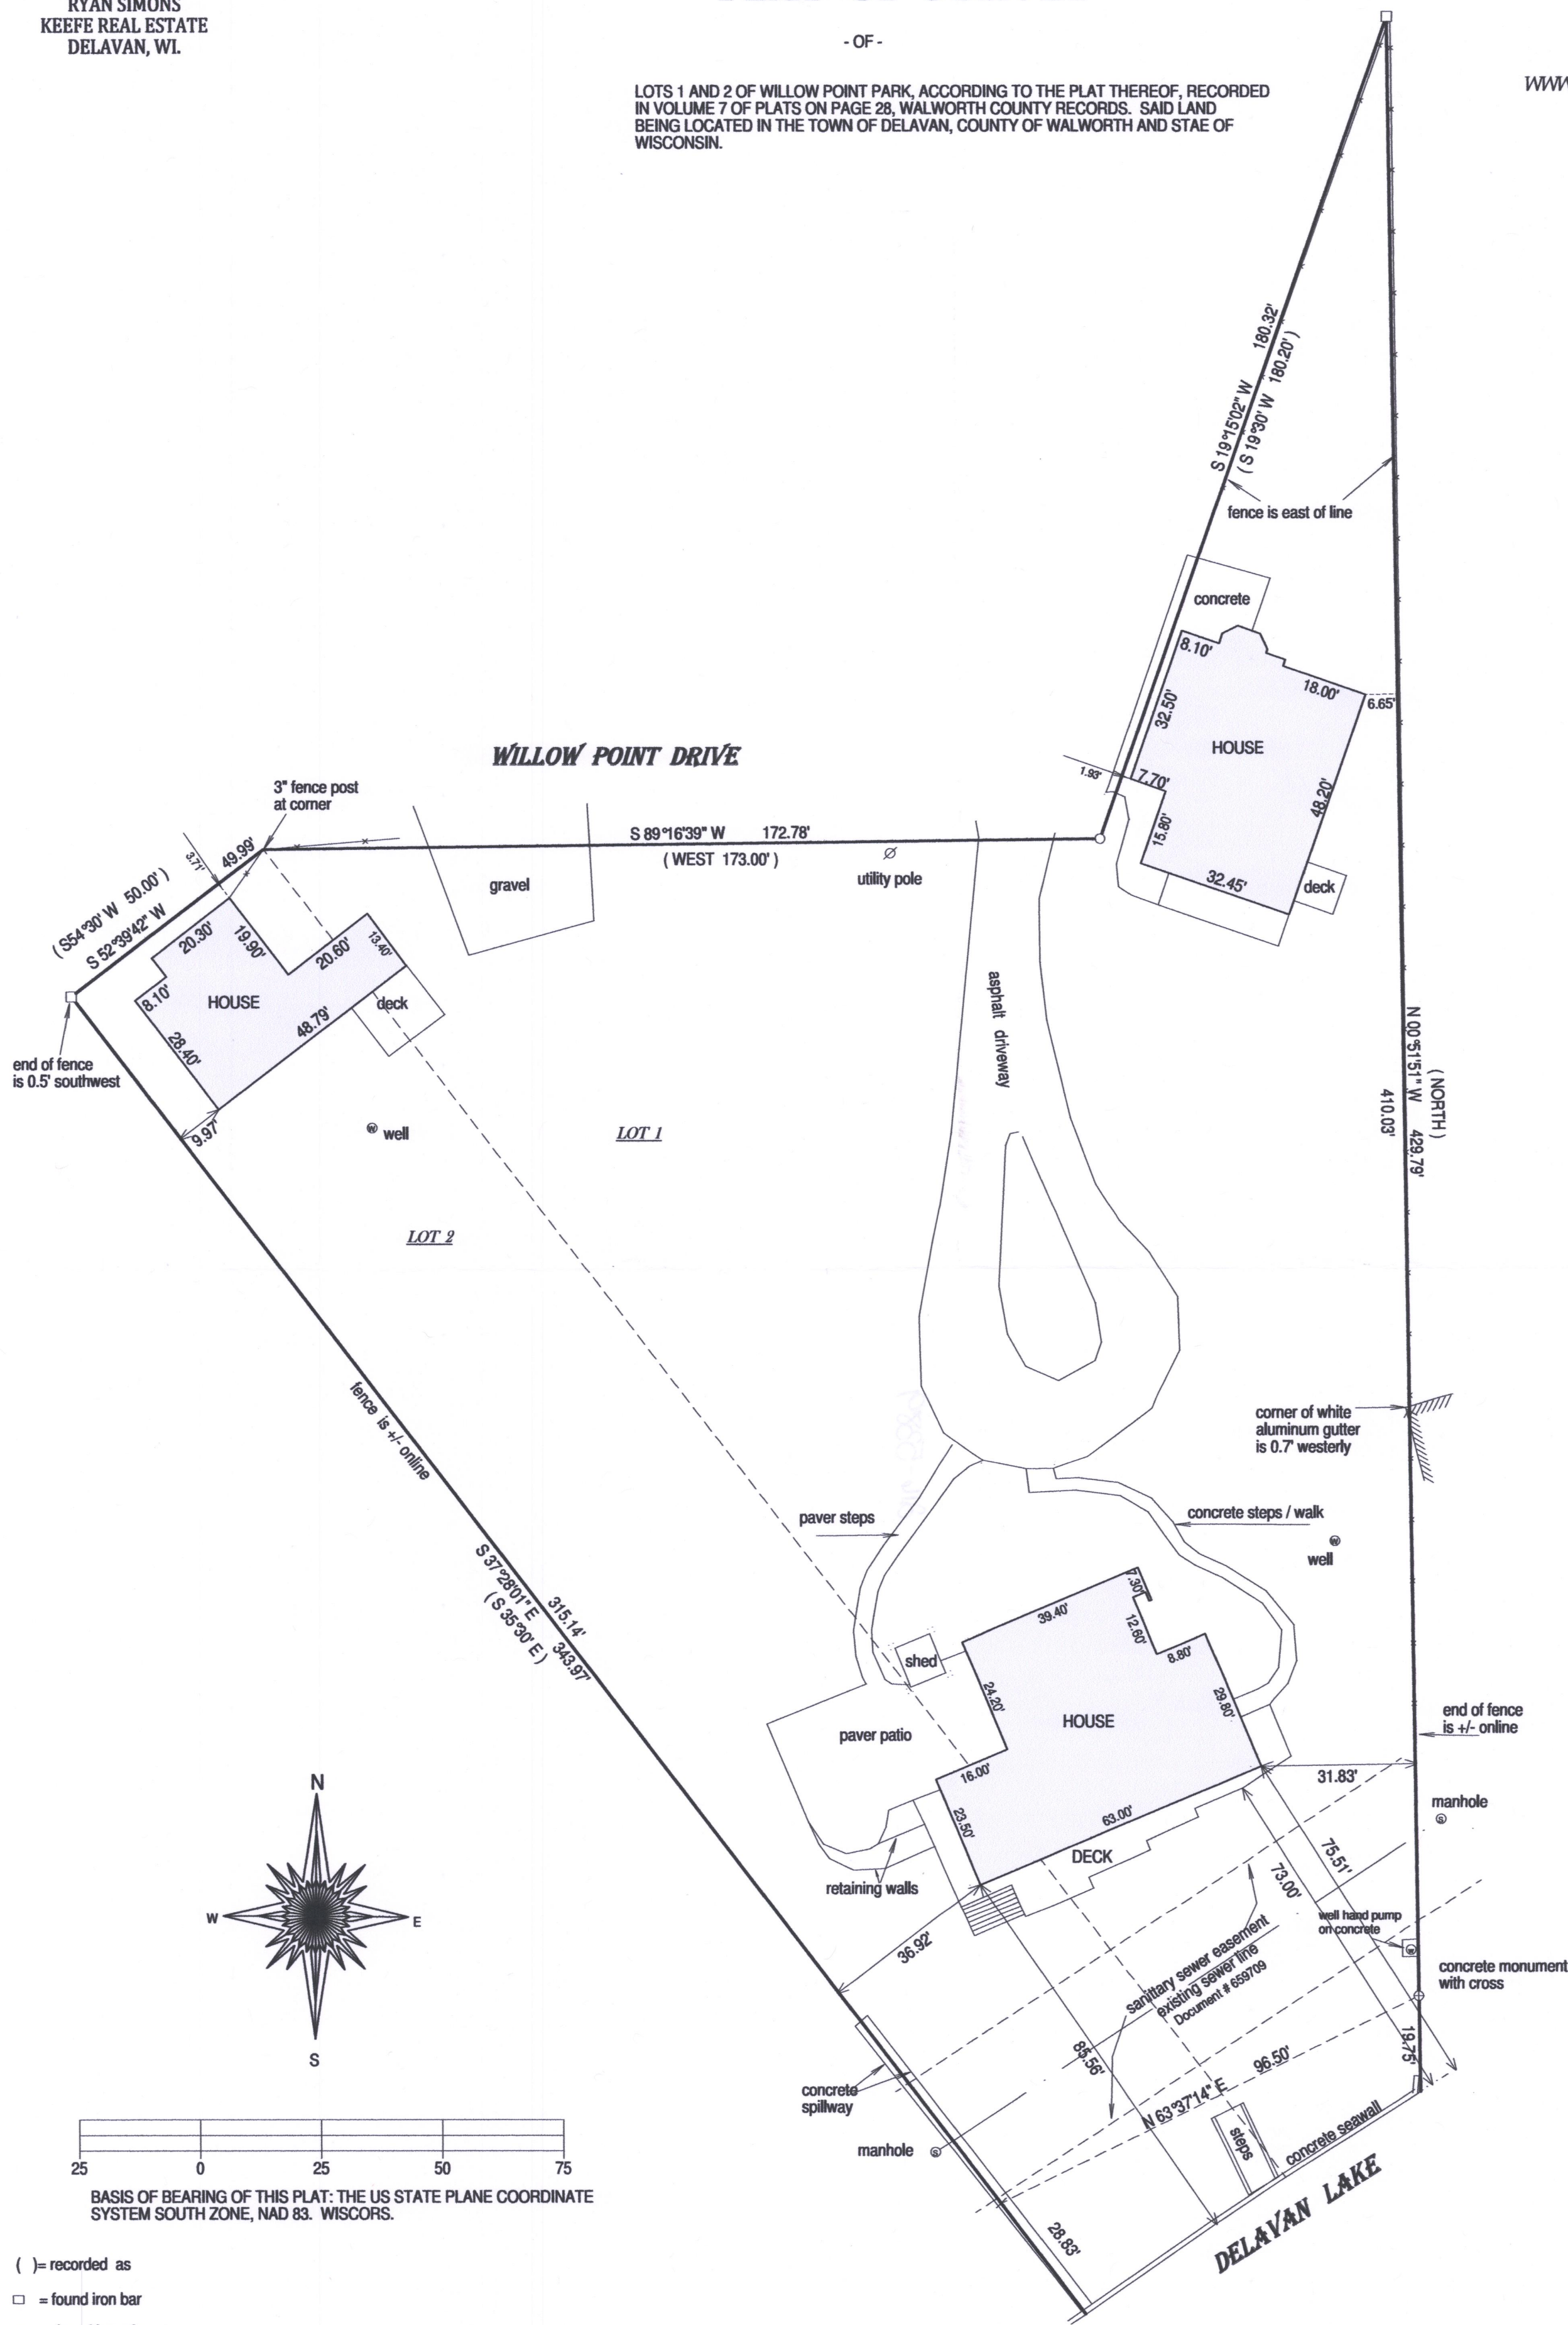 RYAN SIMONS
KEEFE REAL ESTATE
DELAVAN, WI.
- OF -
WWW
LOTS 1 AND 2 OF WILLOW POINT PARK, ACCORDING TO THE PLAT THEREOF, RECORDED
IN VOLUME 7 OF PLATS ON PAGE 28, WALWORTH COUNTY RECORDS. SAID LAND
BEING LOCATED IN THE TOWN OF DELAVAN, COUNTY OF WALWORTH AND STAE OF
WISCONSIN.
S 19°15'02" W 180.32'
( S 19°30' W 180.20' )
fence is east of line
concrete
8.10'
18.00'
6.65'
32.50'
HOUSE
1.93'
7.70'
48.20'
15.80'
32.45'
deck
WILLOW POINT DRIVE
3" fence post
at corner
S 89°16'39" W 172.78'
( WEST 173.00' )
utility pole
gravel
3.71'
49.99'
( S54°30' W 50.00' )
S 52°39'42" W
20.30'
19.90'
20.60'
13.40'
8.10'
HOUSE
deck
28.40'
48.79'
end of fence
is 0.5' southwest
9.97'
well
LOT 1
LOT 2
asphalt driveway
N 00°51'51" W 429.79'
( NORTH )
410.03'
fence is +/- online
corner of white
aluminum gutter
is 0.7' westerly
paver steps
concrete steps / walk
well
S 37°28'01" E 315.14'
( S 35°30' E ) 343.97'
7.30'
39.40'
12.60'
8.80'
shed
24.20'
29.80'
HOUSE
paver patio
end of fence
is +/- online
16.00'
31.83'
23.50'
63.00'
manhole
DECK
75.51'
73.00'
retaining walls
well hand pump
on concrete
36.92'
sanittary sewer easement
existing sewer line
Document # 659709
concrete monument
with cross
19.75'
85.56'
96.50'
N 63°37'14" E
concrete
spillway
manhole
steps
concrete seawall
28.83'
DELAVAN LAKE
N
W
E
S
25 0 25 50 75
BASIS OF BEARING OF THIS PLAT: THE US STATE PLANE COORDINATE
SYSTEM SOUTH ZONE, NAD 83. WISCORS.
( )= recorded as
= found iron bar